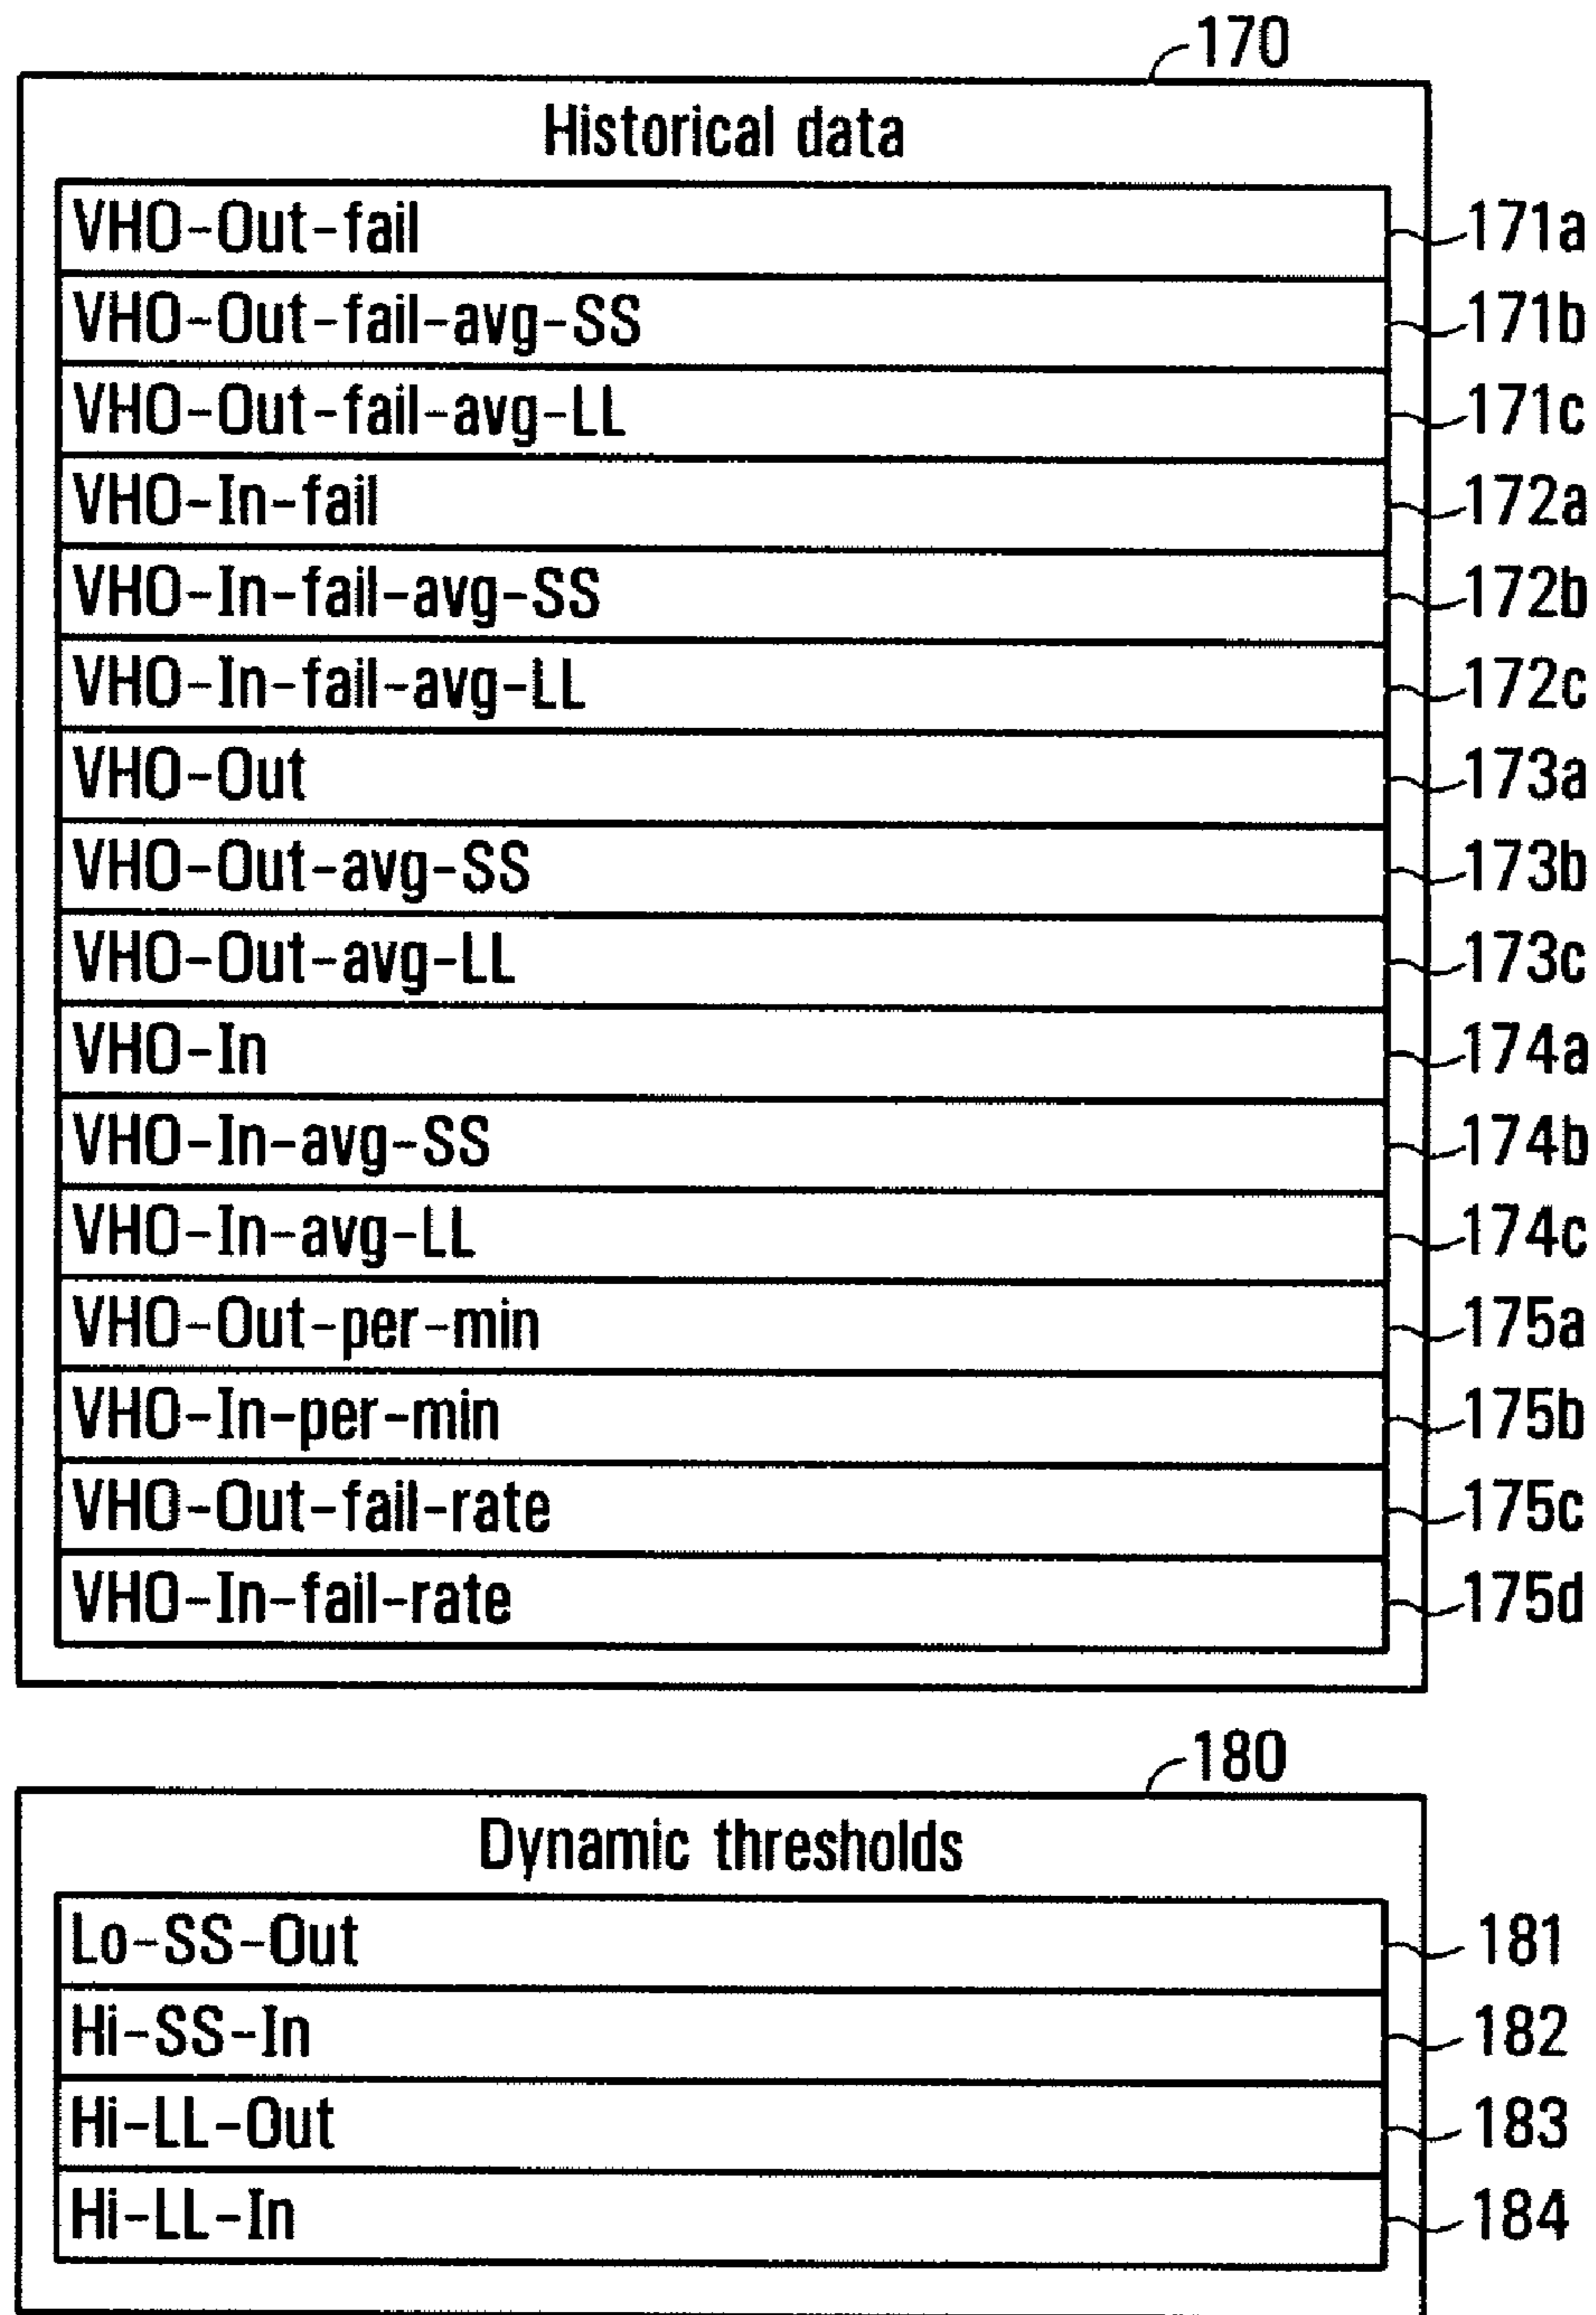 170
Historical data
VHO-Out-fail 171a
VHO-Out-fail-avg-SS 171b
VHO-Out-fail-avg-LL 171c
VHO-In-fail 172a
VHO-In-fail-avg-SS 172b
VHO-In-fail-avg-LL 172c
VHO-Out 173a
VHO-Out-avg-SS 173b
VHO-Out-avg-LL 173c
VHO-In 174a
VHO-In-avg-SS 174b
VHO-In-avg-LL 174c
VHO-Out-per-min 175a
VHO-In-per-min 175b
VHO-Out-fail-rate 175c
VHO-In-fail-rate 175d
180
Dynamic thresholds
Lo-SS-Out 181
Hi-SS-In 182
Hi-LL-Out 183
Hi-LL-In 184